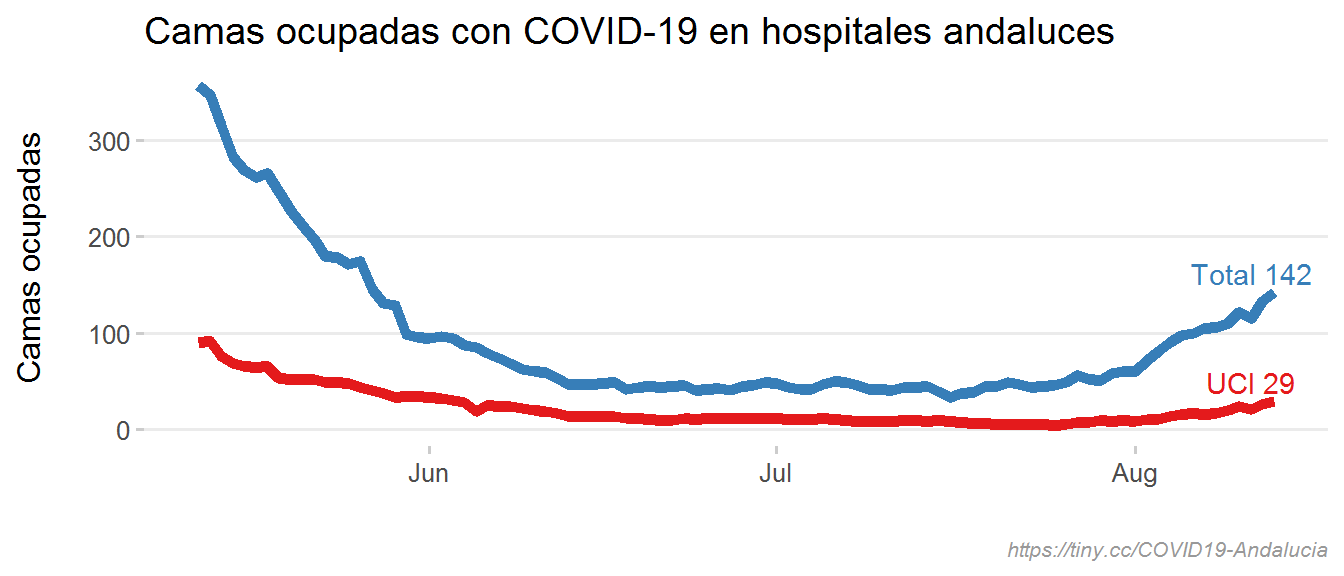 Camas ocupadas con COVID-19 en hospitales andaluces
Camas ocupadas
300
200
100
0
Total 142
UCI 29
Jun
Jul
Aug
https://tiny.cc/COVID19-Andalucia